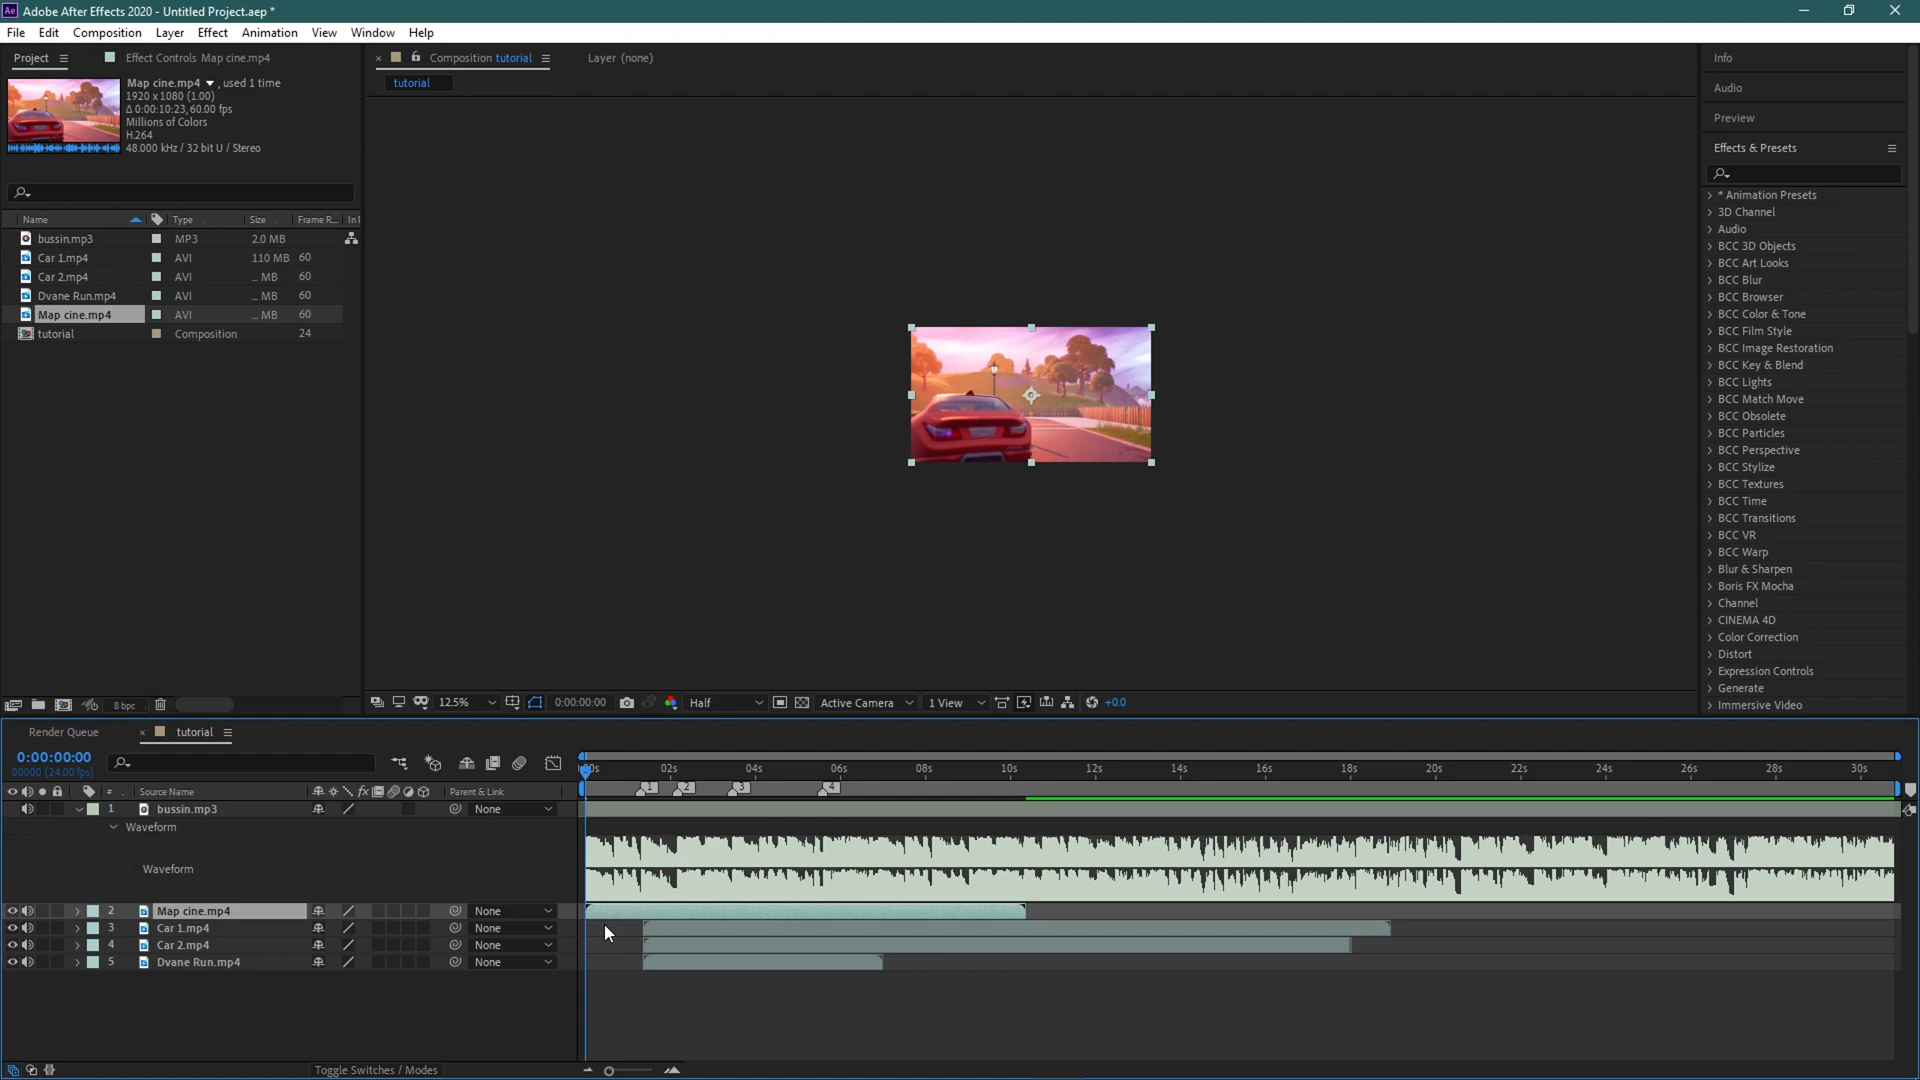 Ae Adobe After Effects 2020 - Untitled Project.aep *
File Edit Composition Layer Effect Animation View Window Help
Project Effect Controls Map cine.mp4
Map cine.mp4 , used 1 time
1920 x 1080 (1.00)
Δ 0:00:10:23, 60.00 fps
Millions of Colors
H.264
48.000 kHz / 32 bit U / Stereo
Name Type Size Frame R... In I
bussin.mp3 MP3 2.0 MB
Car 1.mp4 AVI 110 MB 60
Car 2.mp4 AVI ... MB 60
Dvane Run.mp4 AVI ... MB 60
Map cine.mp4 AVI ... MB 60
tutorial Composition 24
8 bpc
Composition tutorial Layer (none)
tutorial
12.5% 0:00:00:00 Half Active Camera 1 View +0.0
Info
Audio
Preview
Effects & Presets
* Animation Presets
3D Channel
Audio
BCC 3D Objects
BCC Art Looks
BCC Blur
BCC Browser
BCC Color & Tone
BCC Film Style
BCC Image Restoration
BCC Key & Blend
BCC Lights
BCC Match Move
BCC Obsolete
BCC Particles
BCC Perspective
BCC Stylize
BCC Textures
BCC Time
BCC Transitions
BCC VR
BCC Warp
Blur & Sharpen
Boris FX Mocha
Channel
CINEMA 4D
Color Correction
Distort
Expression Controls
Generate
Immersive Video
Render Queue tutorial
0:00:00:00
00000 (24.00 fps)
:00s 02s 04s 06s 08s 10s 12s 14s 16s 18s 20s 22s 24s 26s 28s 30s
1 2 3 4
# Source Name fx Parent & Link
1 bussin.mp3 None
Waveform
Waveform
2 Map cine.mp4 None
3 Car 1.mp4 None
4 Car 2.mp4 None
5 Dvane Run.mp4 None
Toggle Switches / Modes